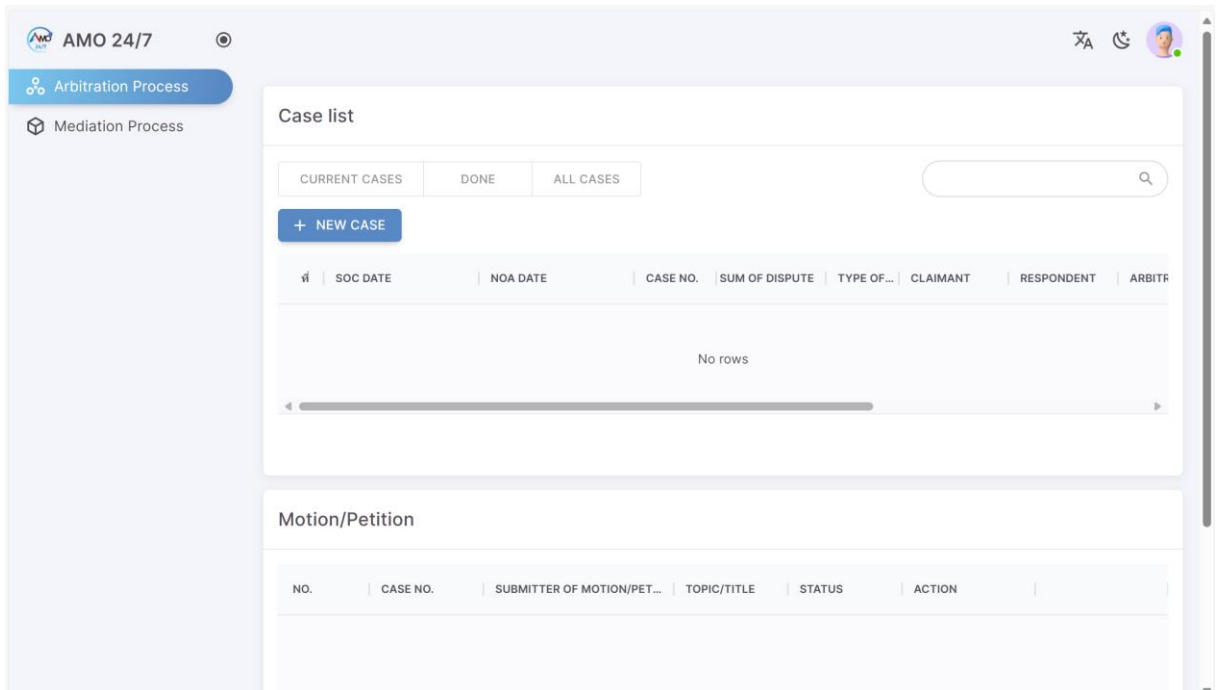 AMO 24/7
Arbitration Process
Mediation Process
Case list
CURRENT CASES DONE ALL CASES
+ NEW CASE
ที่ SOC DATE NOA DATE CASE NO. SUM OF DISPUTE TYPE OF... CLAIMANT RESPONDENT ARBITR
No rows
Motion/Petition
NO. CASE NO. SUBMITTER OF MOTION/PET... TOPIC/TITLE STATUS ACTION